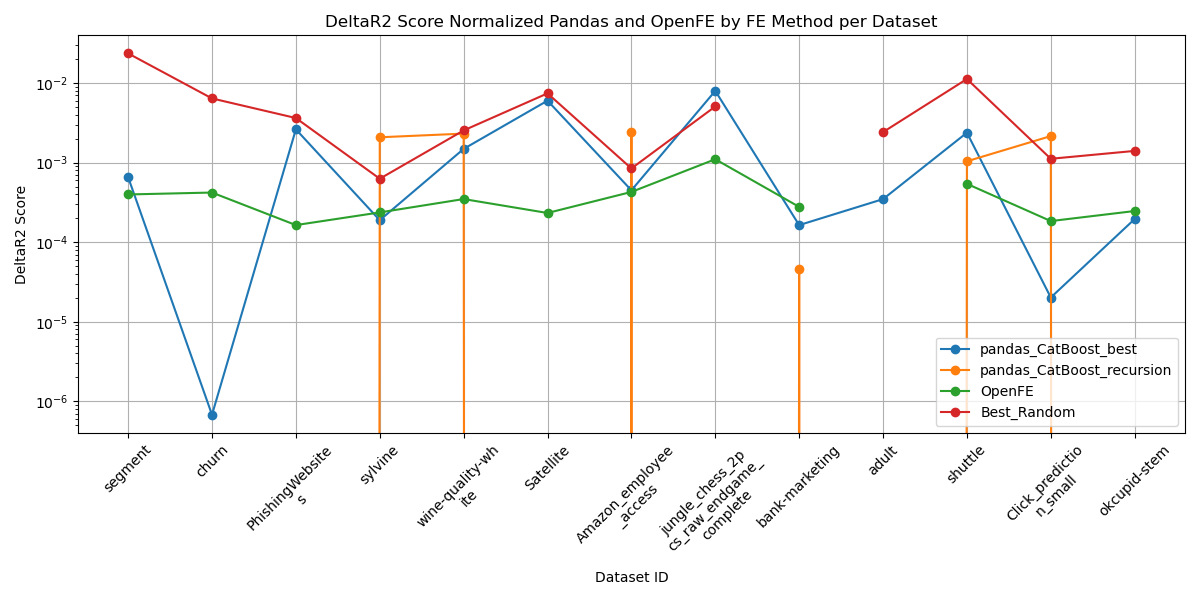 DeltaR2 Score Normalized Pandas and OpenFE by FE Method per Dataset
DeltaR2 Score
10⁻²
10⁻³
10⁻⁴
10⁻⁵
10⁻⁶
pandas_CatBoost_best
pandas_CatBoost_recursion
OpenFE
Best_Random
segment
churn
PhishingWebsite
s
sylvine
wine-quality-wh
ite
Satellite
Amazon_employee
_access
jungle_chess_2p
cs_raw_endgame_
complete
bank-marketing
adult
shuttle
Click_predictio
n_small
okcupid-stem
Dataset ID